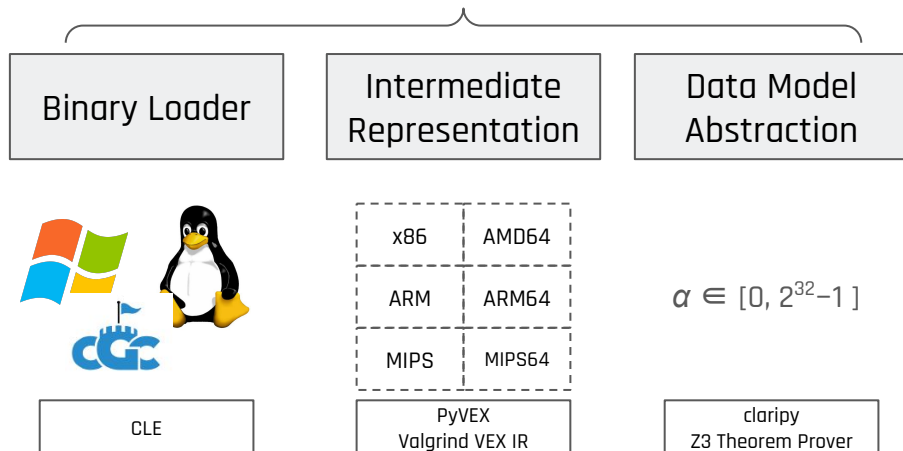 Binary Loader
Intermediate
Representation
Data Model
Abstraction
CGC
x86
AMD64
ARM
ARM64
MIPS
MIPS64
α ∈ [0, 2³²–1 ]
CLE
PyVEX
Valgrind VEX IR
claripy
Z3 Theorem Prover